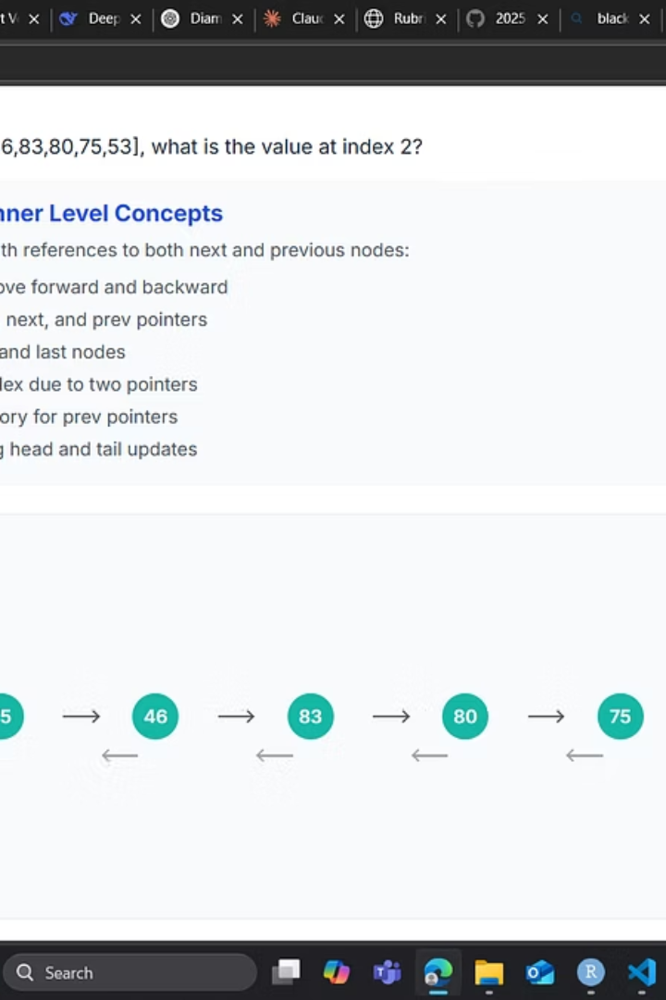 t V
Deep
Diam
Clau
Rubri
2025
black
6,83,80,75,53], what is the value at index 2?
nner Level Concepts
th references to both next and previous nodes:
ove forward and backward
next, and prev pointers
and last nodes
dex due to two pointers
ory for prev pointers
g head and tail updates
5 46 83 80 75
Search